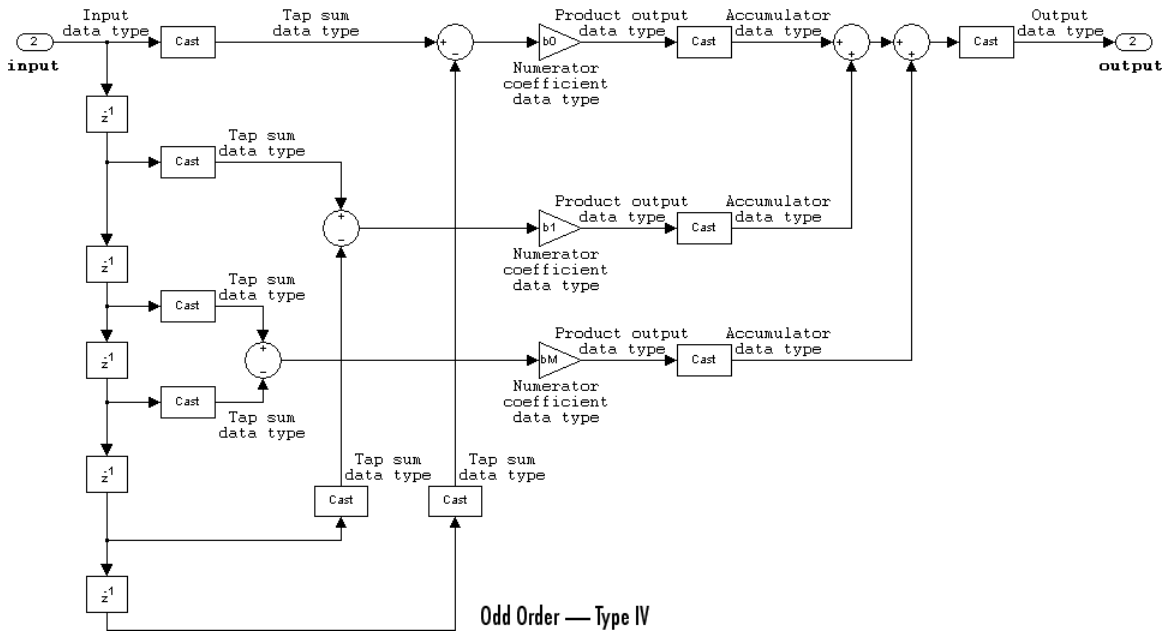 Input
data type
2
input
Cast
Tap sum
data type
+
−
b0
Numerator
coefficient
data type
Product output
data type
Cast
Accumulator
data type
+
+
+
+
Cast
Output
data type
2
output
z-1
Cast
Tap sum
data type
+
−
b1
Numerator
coefficient
data type
Product output
data type
Cast
Accumulator
data type
z-1
Cast
Tap sum
data type
+
−
bM
Numerator
coefficient
data type
Product output
data type
Cast
Accumulator
data type
z-1
Cast
Tap sum
data type
z-1
Tap sum
data type
Cast
Tap sum
data type
Cast
z-1
Odd Order — Type IV